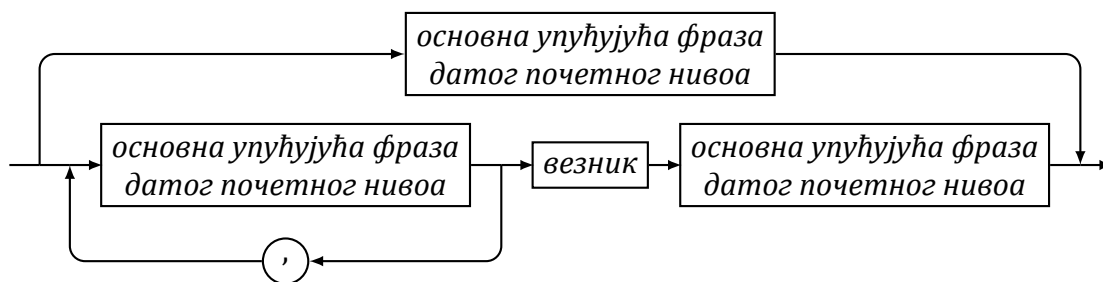 основна упућујућа фраза
датог почетног нивоа
основна упућујућа фраза
датог почетног нивоа
везник
основна упућујућа фраза
датог почетног нивоа
,